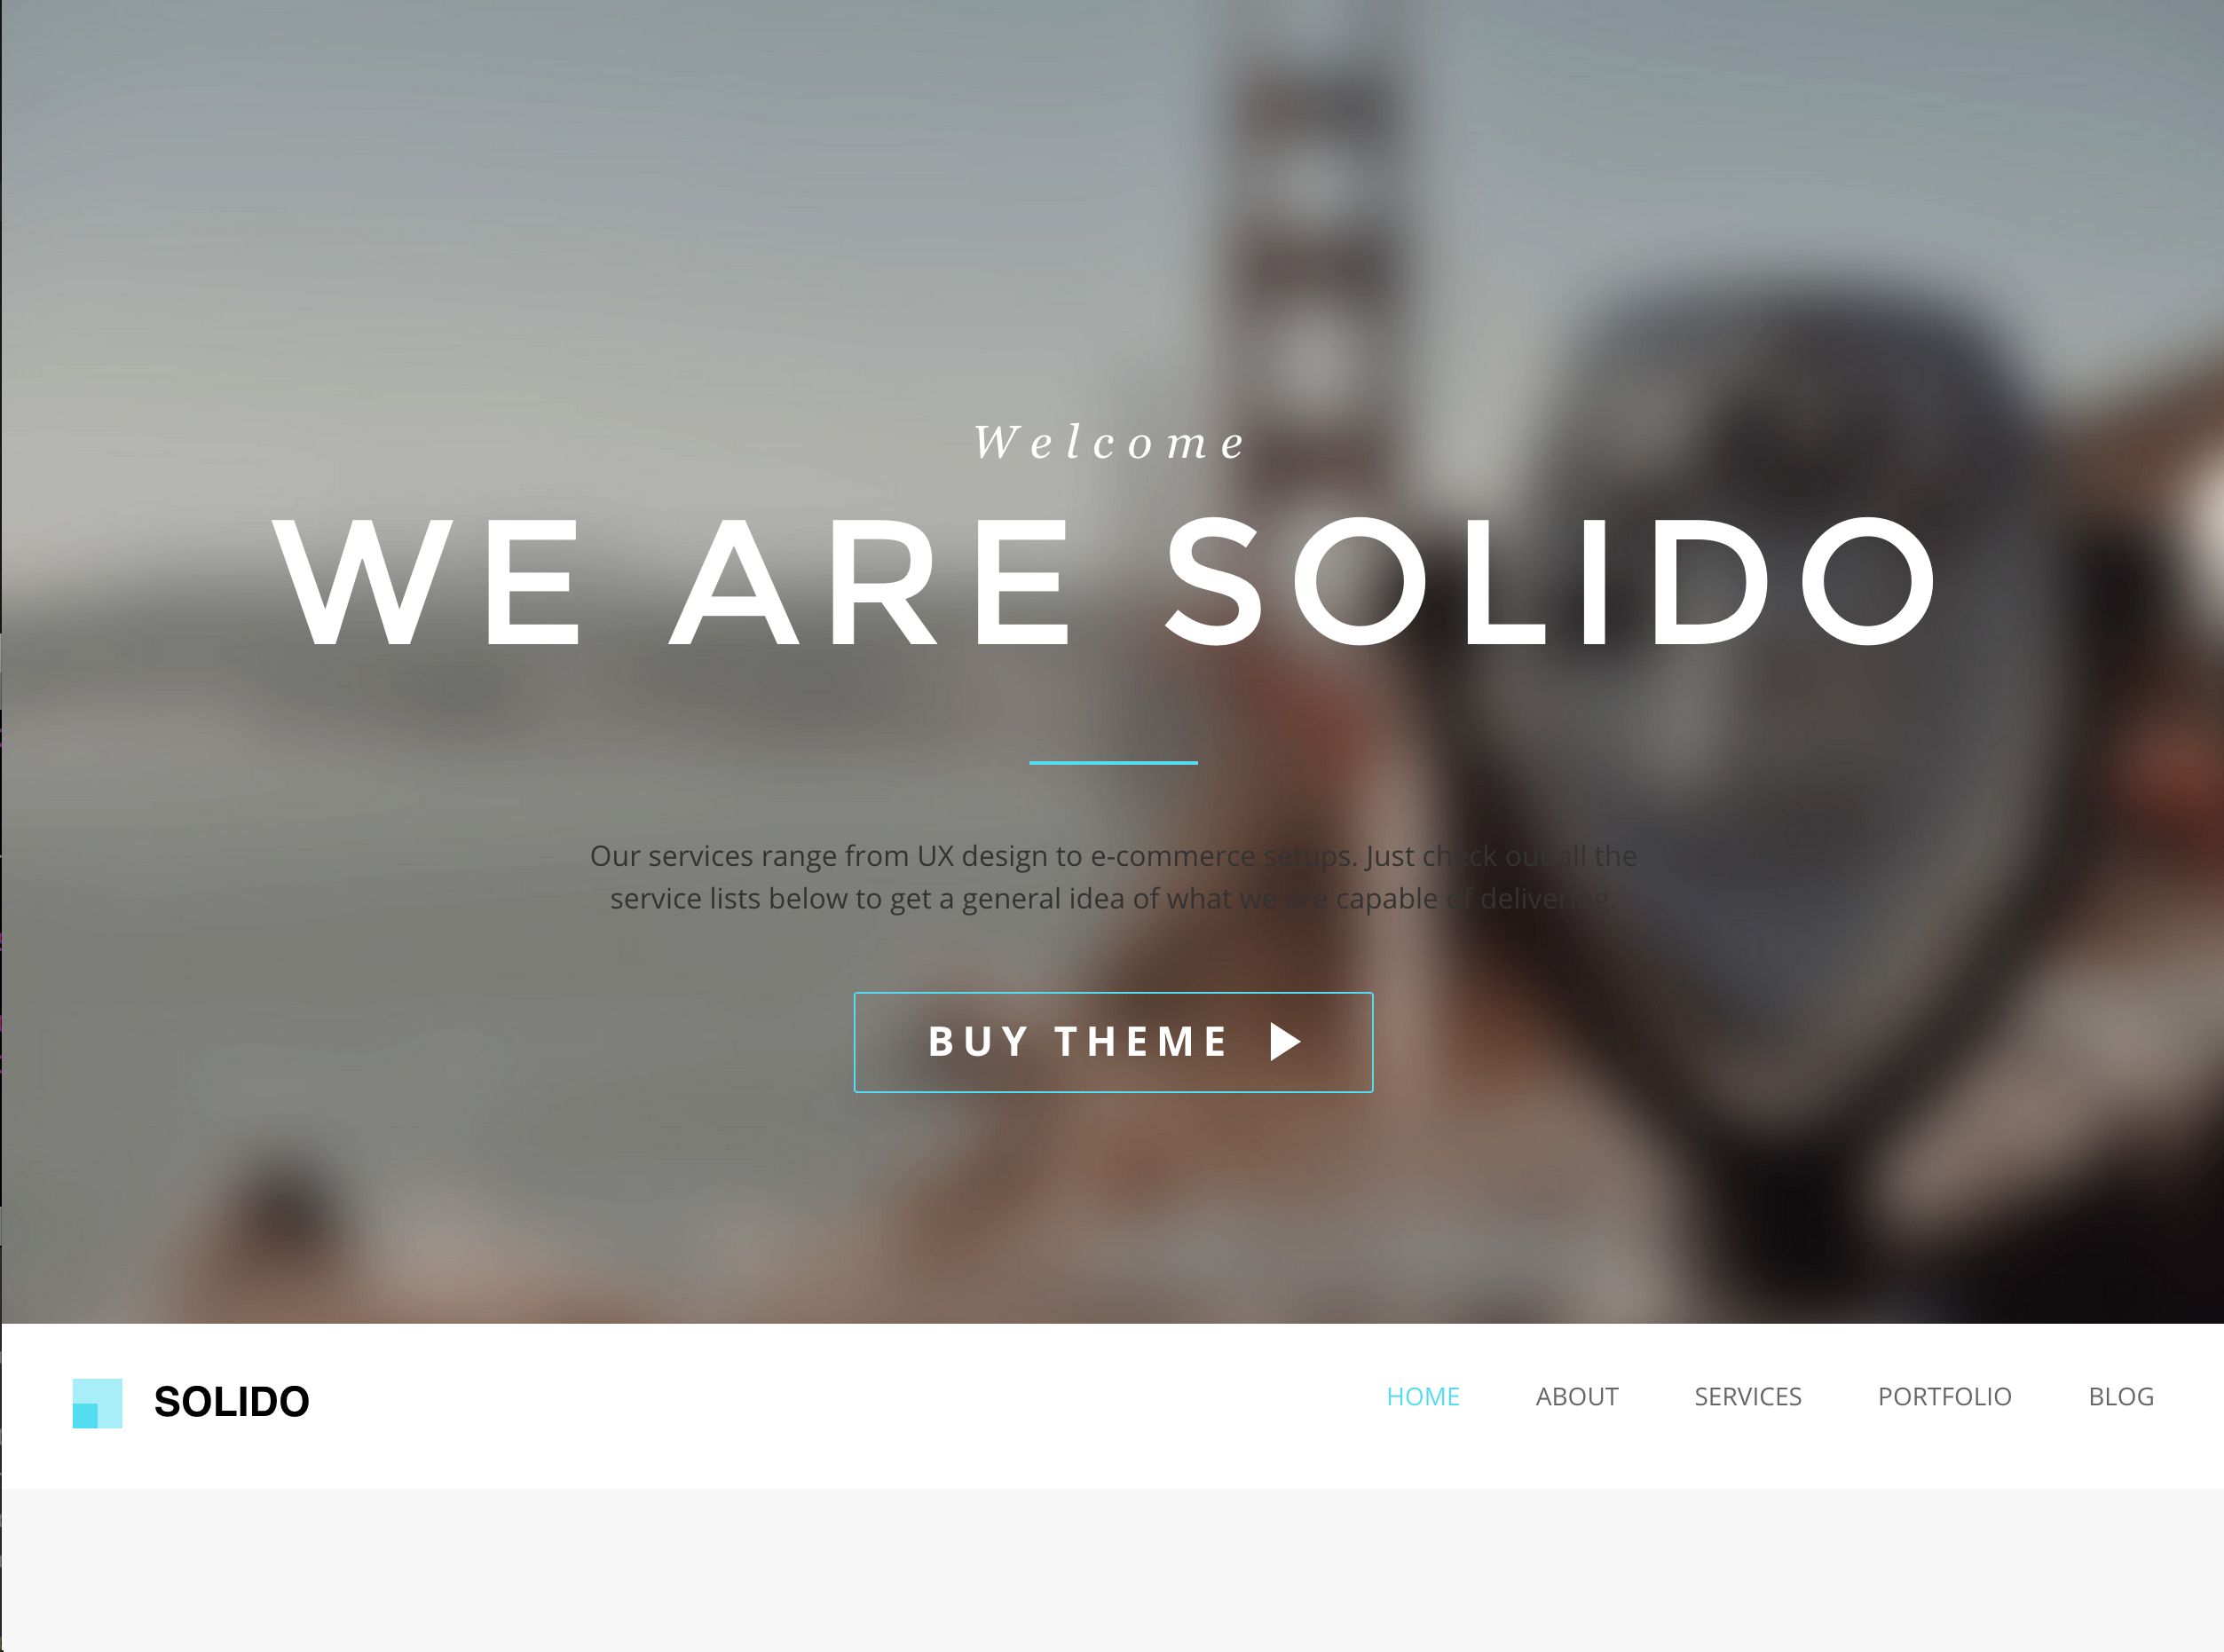 Welcome
WE ARE SOLIDO
Our services range from UX design to e-commerce setups. Just check out all the
service lists below to get a general idea of what we are capable of delivering.
BUY THEME
SOLIDO
HOME ABOUT SERVICES PORTFOLIO BLOG